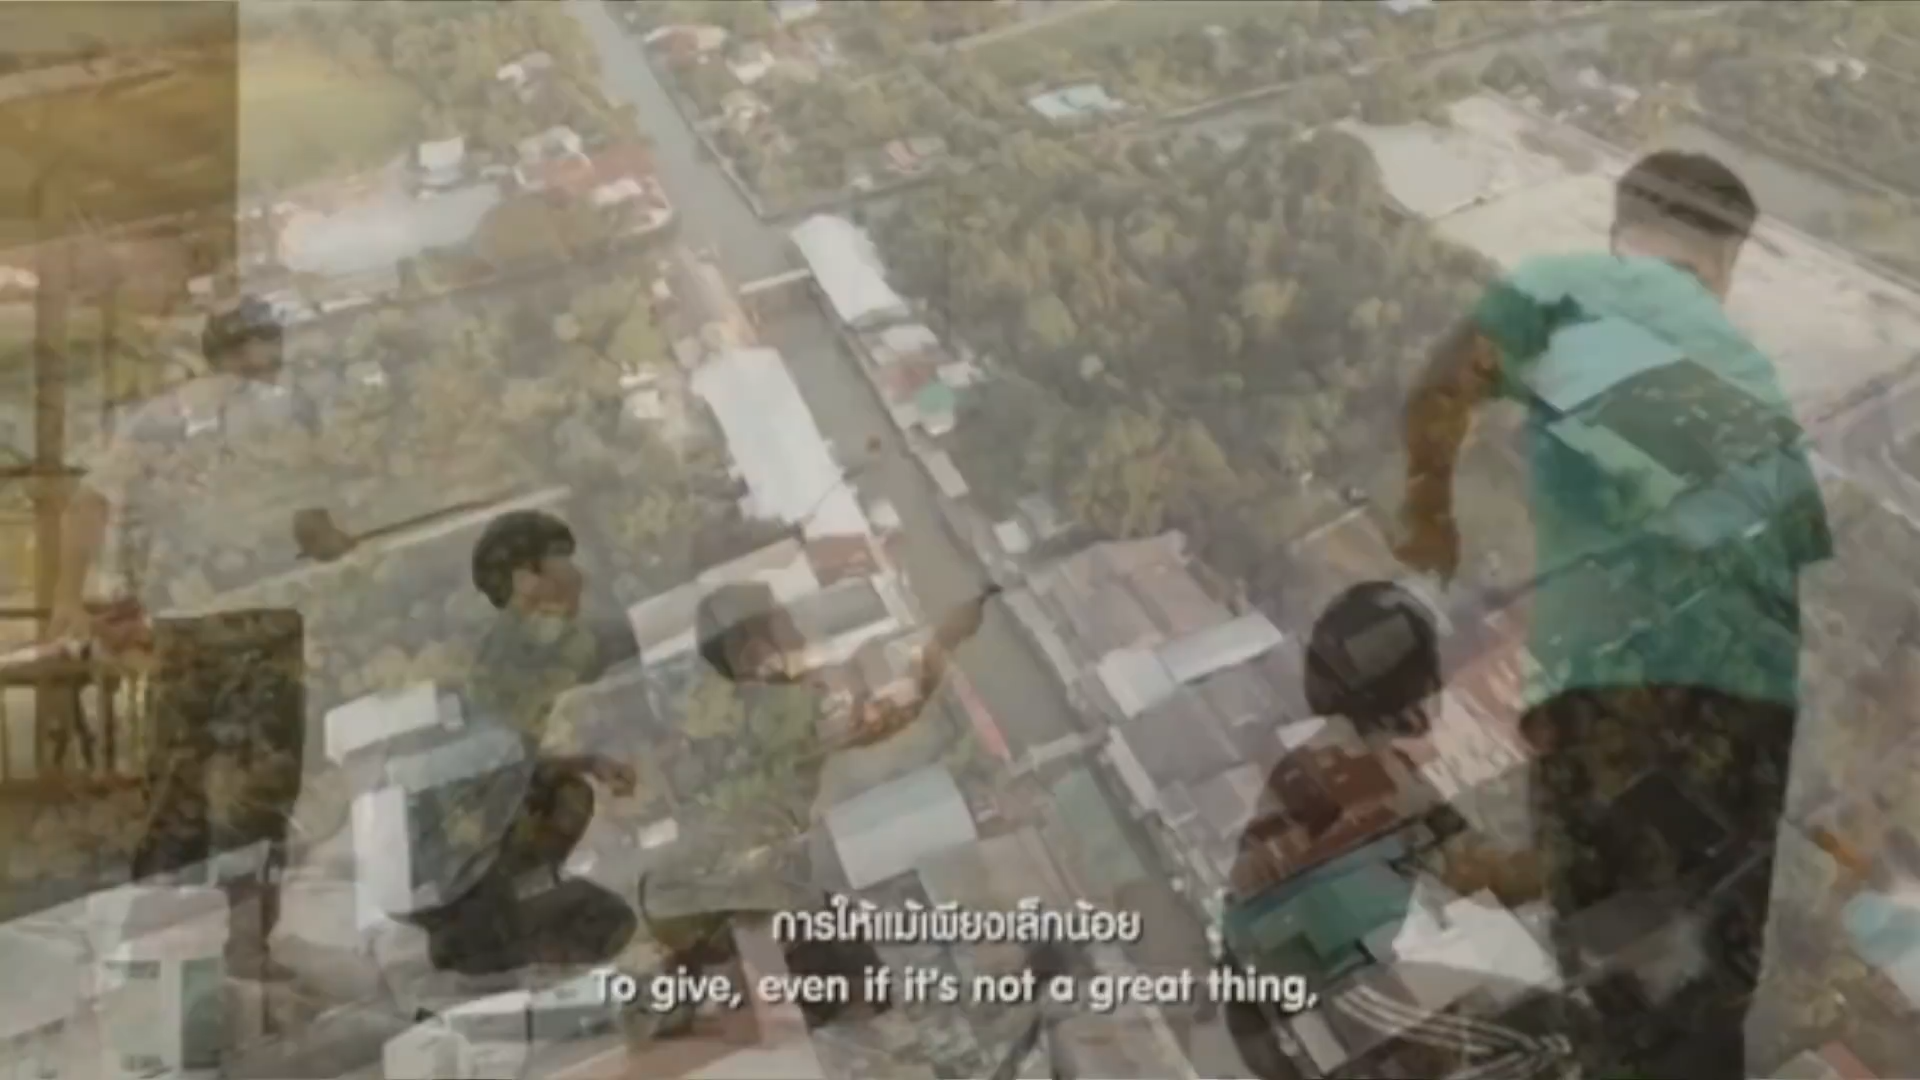 การให้แม้เพียงเล็กน้อย
To give, even if it's not a great thing,